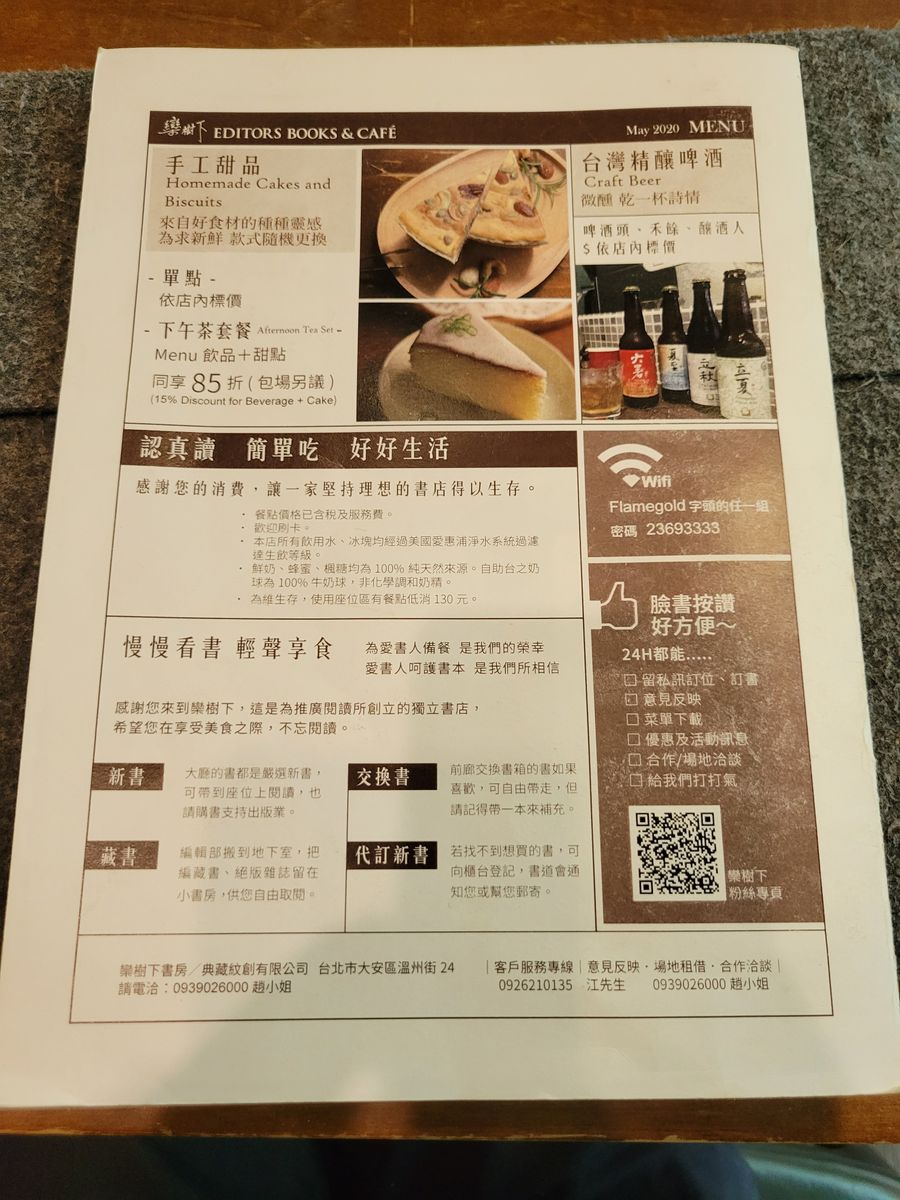 欒樹下 EDITORS BOOKS & CAFÉ
May 2020 MENU
手工甜品
Homemade Cakes and
Biscuits
來自好食材的種種靈感
為求新鮮 款式隨機更換
- 單點 -
依店內標價
- 下午茶套餐 Afternoon Tea Set -
Menu 飲品＋甜點
同享 85 折 ( 包場另議 )
(15% Discount for Beverage + Cake)
台灣精釀啤酒
Craft Beer
微醺 乾一杯詩情
啤酒頭、禾餘、釀酒人
$ 依店內標價
大暑
夏至
立秋
立夏
認真讀 簡單吃 好好生活
感謝您的消費，讓一家堅持理想的書店得以生存。
・餐點價格已含稅及服務費。
・歡迎刷卡。
・本店所有飲用水、冰塊均經過美國愛惠浦淨水系統過濾
達生飲等級。
・鮮奶、蜂蜜、楓糖均為 100% 純天然來源。自助台之奶
球為 100% 牛奶球，非化學調和奶精。
・為維生存，使用座位區有餐點低消 130 元。
Wifi
Flamegold 字頭的任一組
密碼 23693333
慢慢看書 輕聲享食
為愛書人備餐 是我們的榮幸
愛書人呵護書本 是我們所相信
感謝您來到欒樹下，這是為推廣閱讀所創立的獨立書店，
希望您在享受美食之際，不忘閱讀。
新書
大廳的書都是嚴選新書，
可帶到座位上閱讀，也
請購書支持出版業。
交換書
前廊交換書箱的書如果
喜歡，可自由帶走，但
請記得帶一本來補充。
藏書
編輯部搬到地下室，把
編藏書、絕版雜誌留在
小書房，供您自由取閱。
代訂新書
若找不到想買的書，可
向櫃台登記，書道會通
知您或幫您郵寄。
臉書按讚
好方便～
24H都能.....
□ 留私訊訂位、訂書
□ 意見反映
□ 菜單下載
□ 優惠及活動訊息
□ 合作/場地洽談
□ 給我們打打氣
欒樹下
粉絲專頁
欒樹下書房／典藏紋創有限公司 台北市大安區溫州街 24
請電洽：0939026000 趙小姐
｜客戶服務專線｜意見反映・場地租借・合作洽談｜
0926210135 江先生 0939026000 趙小姐